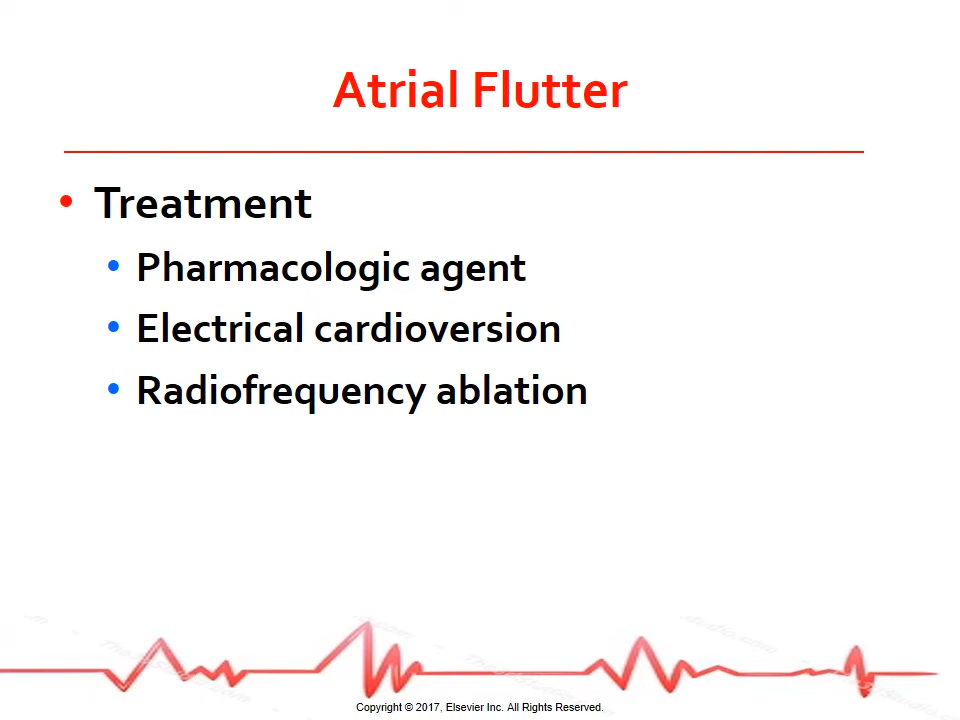 Atrial Flutter
• Treatment
• Pharmacologic agent
• Electrical cardioversion
• Radiofrequency ablation
Copyright © 2017, Elsevier Inc. All Rights Reserved.